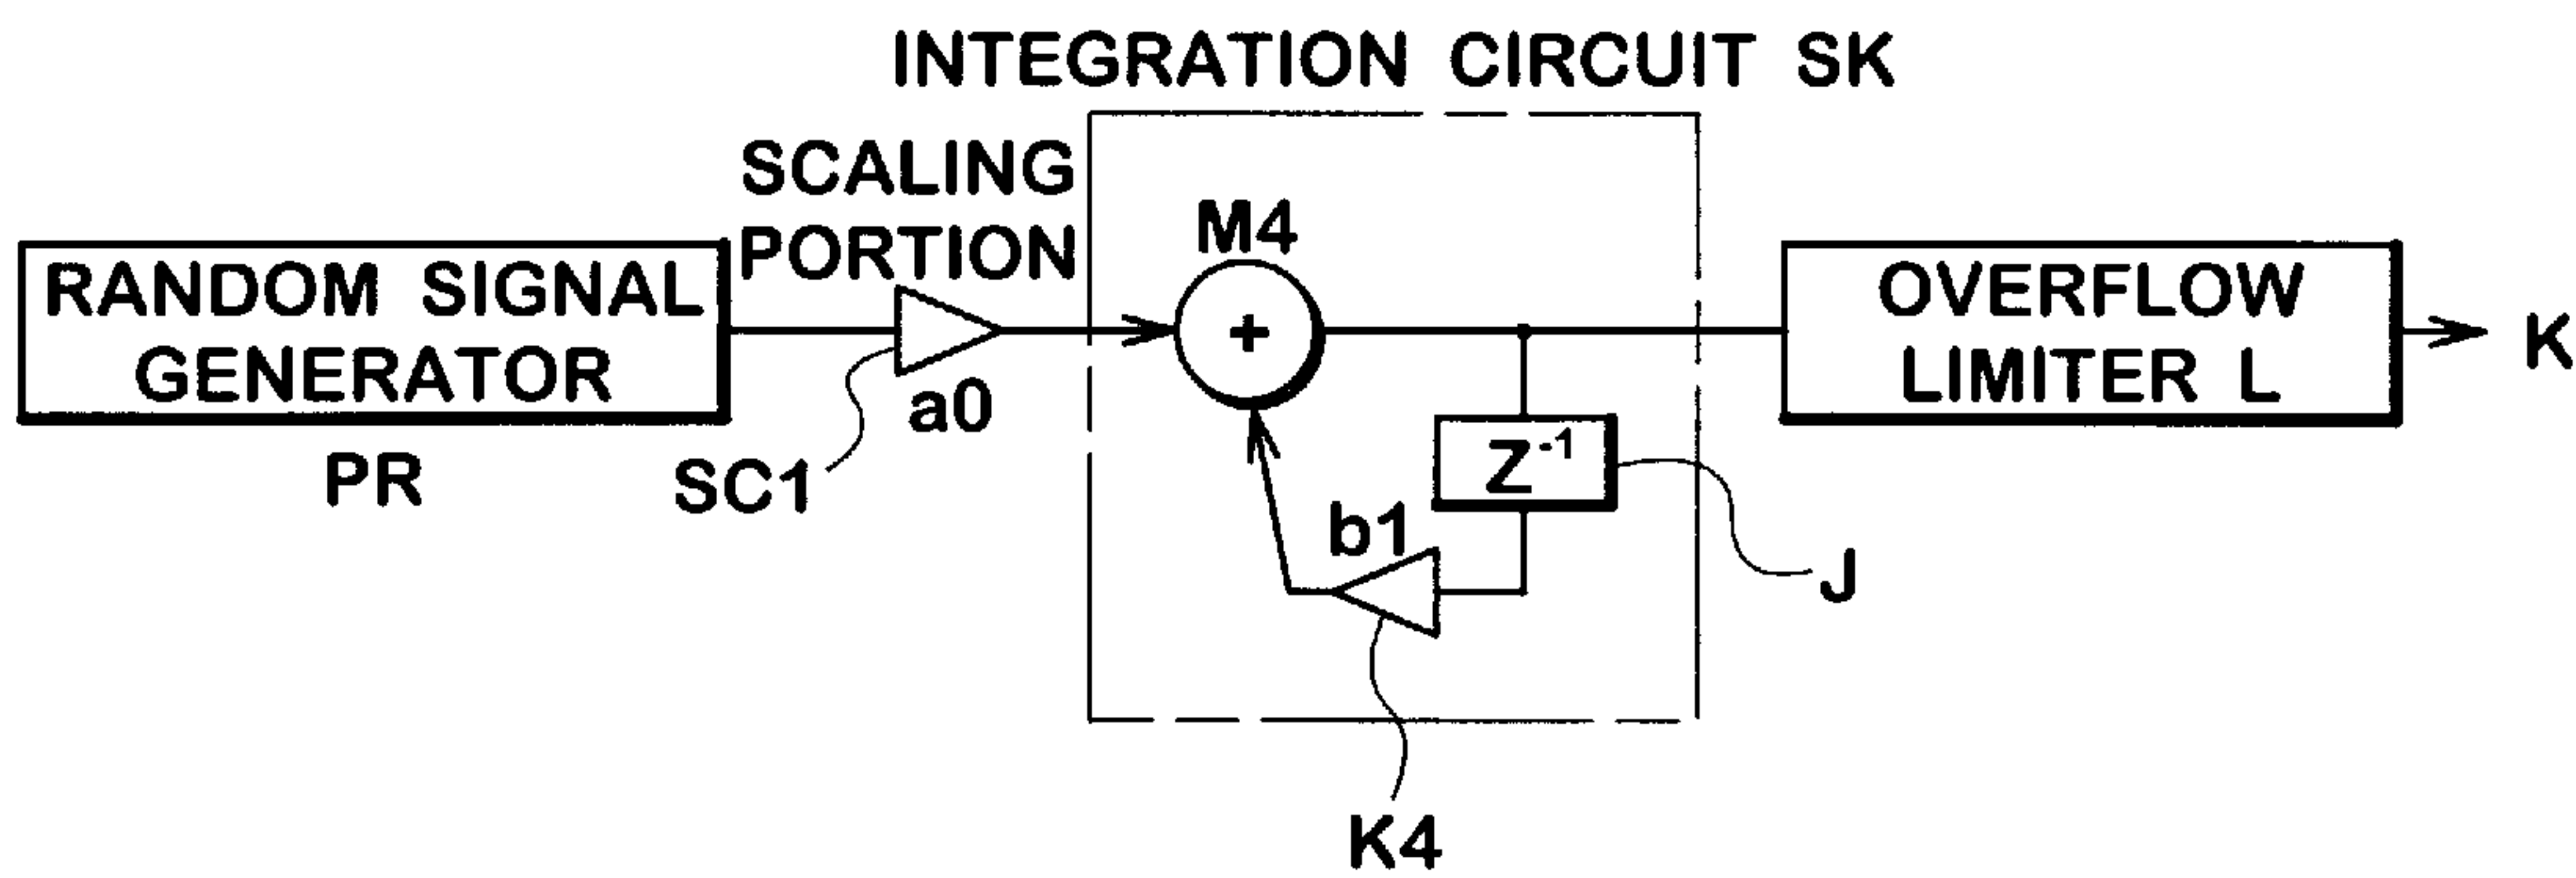 INTEGRATION CIRCUIT SK
SCALING
PORTION
M4
RANDOM SIGNAL
GENERATOR
+
OVERFLOW
LIMITER L
K
a0
PR
SC1
Z⁻¹
b1
J
K4